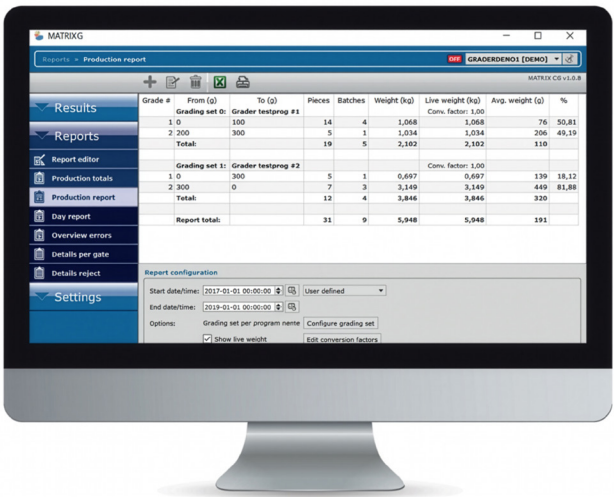 MATRIXG
Reports > Production report
OFF GRADERDENO1 [DEMO]
MATRIX CG v1.0.8
Results
Reports
Report editor
Production totals
Production report
Day report
Overview errors
Details per gate
Details reject
Settings
Grade # From (g) To (g) Pieces Batches Weight (kg) Live weight (kg) Avg. weight (g) %
Grading set 0: Grader testprog #1 Conv. factor: 1,00
1 0 100 14 4 1,068 1,068 76 50,81
2 200 300 5 1 1,034 1,034 206 49,19
Total: 19 5 2,102 2,102 110
Grading set 1: Grader testprog #2 Conv. factor: 1,00
1 0 300 5 1 0,697 0,697 139 18,12
2 300 0 7 3 3,149 3,149 449 81,88
Total: 12 4 3,846 3,846 320
Report total: 31 9 5,948 5,948 191
Report configuration
Start date/time: 2017-01-01 00:00:00 User defined
End date/time: 2019-01-01 00:00:00
Options: Grading set per program nente Configure grading set
Show live weight Edit conversion factors